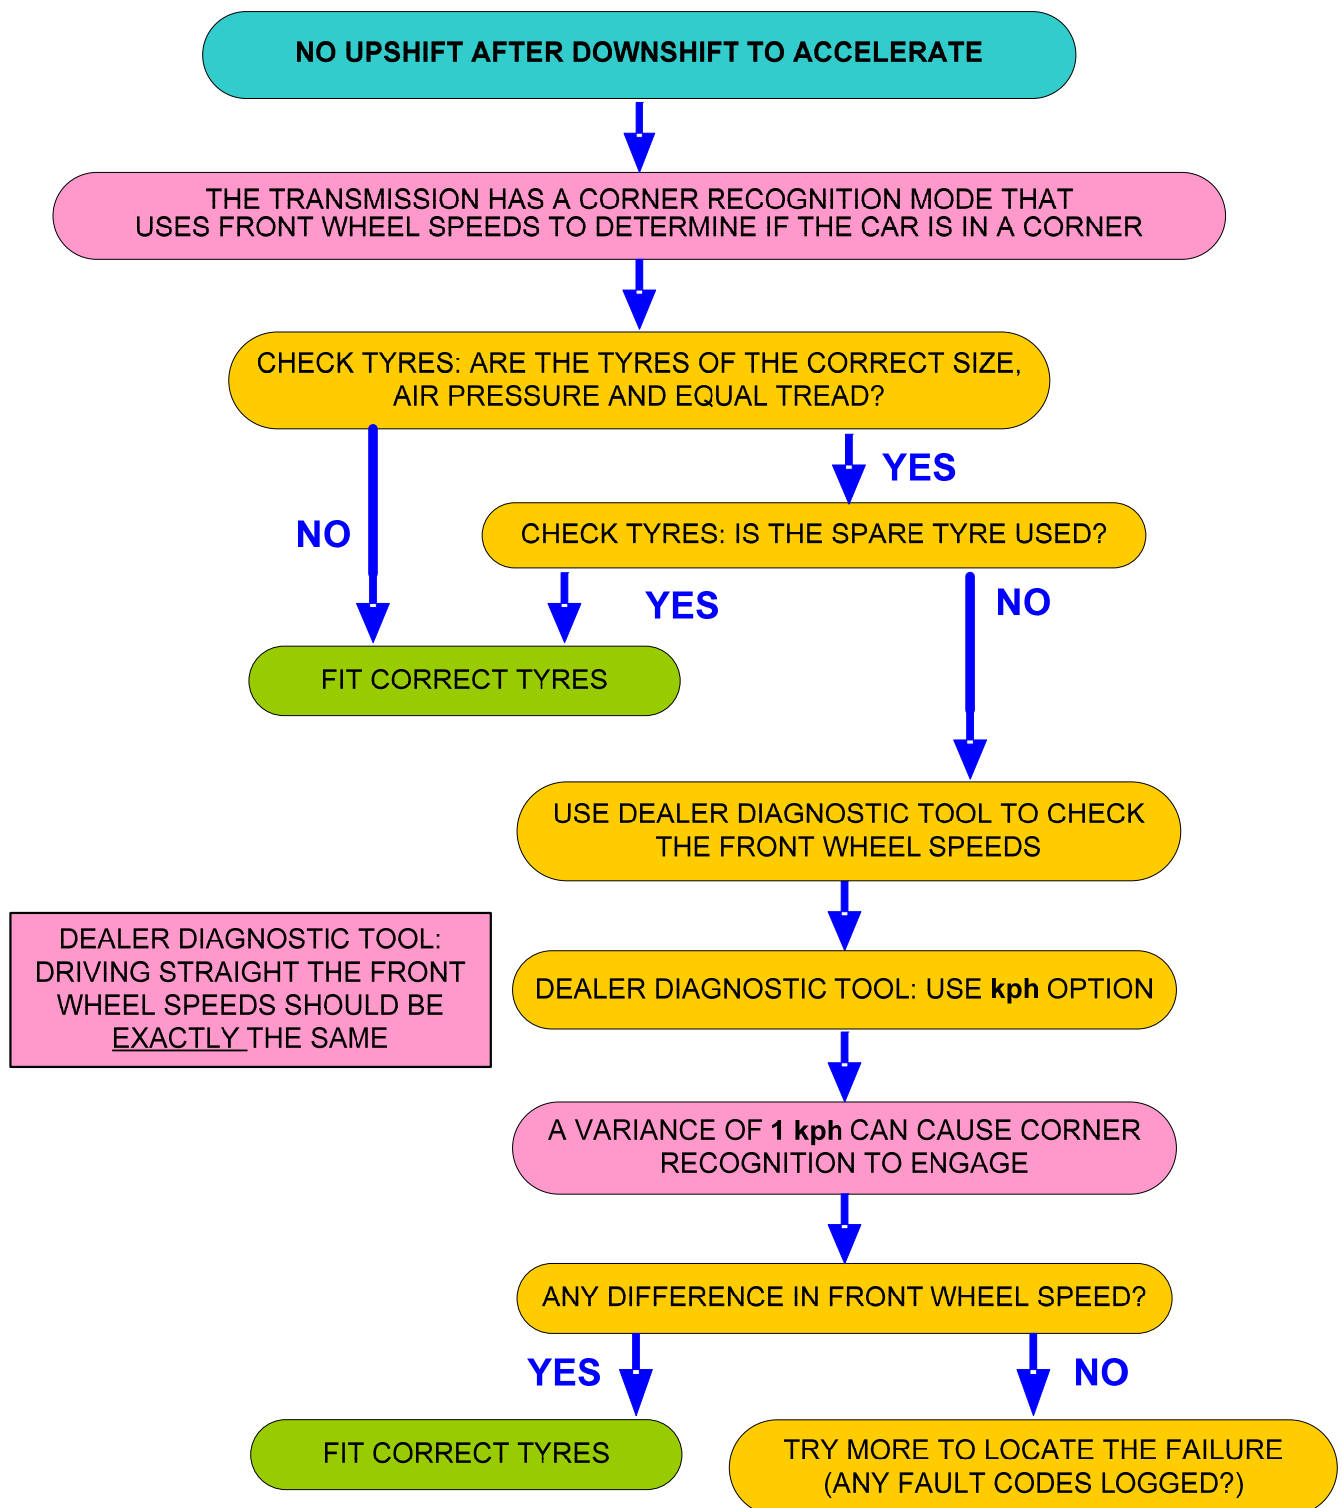 NO UPSHIFT AFTER DOWNSHIFT TO ACCELERATE
THE TRANSMISSION HAS A CORNER RECOGNITION MODE THAT
USES FRONT WHEEL SPEEDS TO DETERMINE IF THE CAR IS IN A CORNER
CHECK TYRES: ARE THE TYRES OF THE CORRECT SIZE,
AIR PRESSURE AND EQUAL TREAD?
YES
NO
CHECK TYRES: IS THE SPARE TYRE USED?
YES
NO
FIT CORRECT TYRES
USE DEALER DIAGNOSTIC TOOL TO CHECK
THE FRONT WHEEL SPEEDS
DEALER DIAGNOSTIC TOOL:
DRIVING STRAIGHT THE FRONT
WHEEL SPEEDS SHOULD BE
EXACTLY THE SAME
DEALER DIAGNOSTIC TOOL: USE kph OPTION
A VARIANCE OF 1 kph CAN CAUSE CORNER
RECOGNITION TO ENGAGE
ANY DIFFERENCE IN FRONT WHEEL SPEED?
YES
NO
FIT CORRECT TYRES
TRY MORE TO LOCATE THE FAILURE
(ANY FAULT CODES LOGGED?)